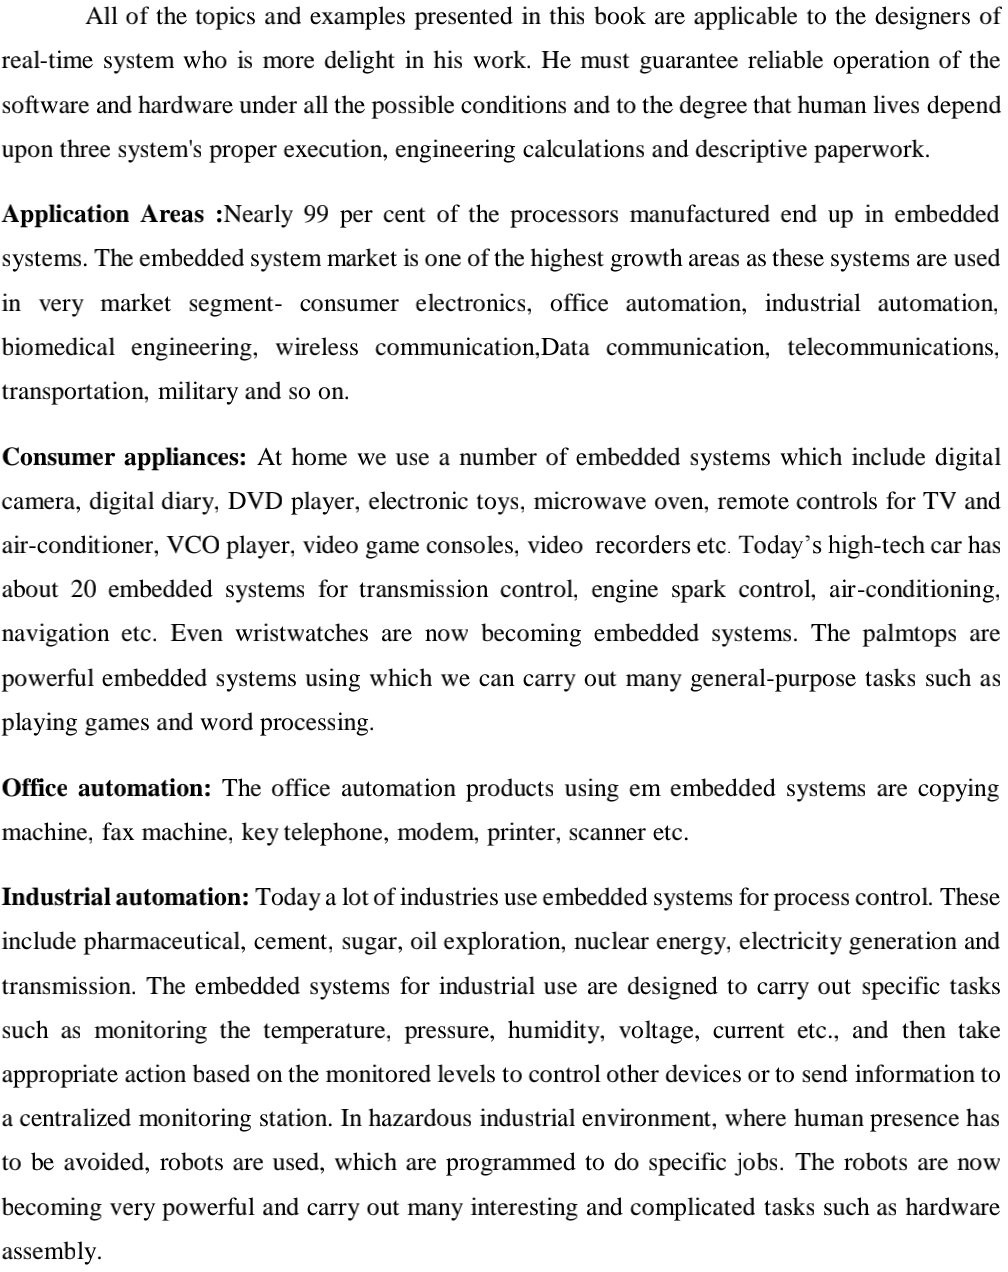 All of the topics and examples presented in this book are applicable to the designers of
real-time system who is more delight in his work. He must guarantee reliable operation of the
software and hardware under all the possible conditions and to the degree that human lives depend
upon three system's proper execution, engineering calculations and descriptive paperwork.
Application Areas :Nearly 99 per cent of the processors manufactured end up in embedded
systems. The embedded system market is one of the highest growth areas as these systems are used
in very market segment- consumer electronics, office automation, industrial automation,
biomedical engineering, wireless communication,Data communication, telecommunications,
transportation, military and so on.
Consumer appliances: At home we use a number of embedded systems which include digital
camera, digital diary, DVD player, electronic toys, microwave oven, remote controls for TV and
air-conditioner, VCO player, video game consoles, video recorders etc. Today’s high-tech car has
about 20 embedded systems for transmission control, engine spark control, air-conditioning,
navigation etc. Even wristwatches are now becoming embedded systems. The palmtops are
powerful embedded systems using which we can carry out many general-purpose tasks such as
playing games and word processing.
Office automation: The office automation products using em embedded systems are copying
machine, fax machine, key telephone, modem, printer, scanner etc.
Industrial automation: Today a lot of industries use embedded systems for process control. These
include pharmaceutical, cement, sugar, oil exploration, nuclear energy, electricity generation and
transmission. The embedded systems for industrial use are designed to carry out specific tasks
such as monitoring the temperature, pressure, humidity, voltage, current etc., and then take
appropriate action based on the monitored levels to control other devices or to send information to
a centralized monitoring station. In hazardous industrial environment, where human presence has
to be avoided, robots are used, which are programmed to do specific jobs. The robots are now
becoming very powerful and carry out many interesting and complicated tasks such as hardware
assembly.